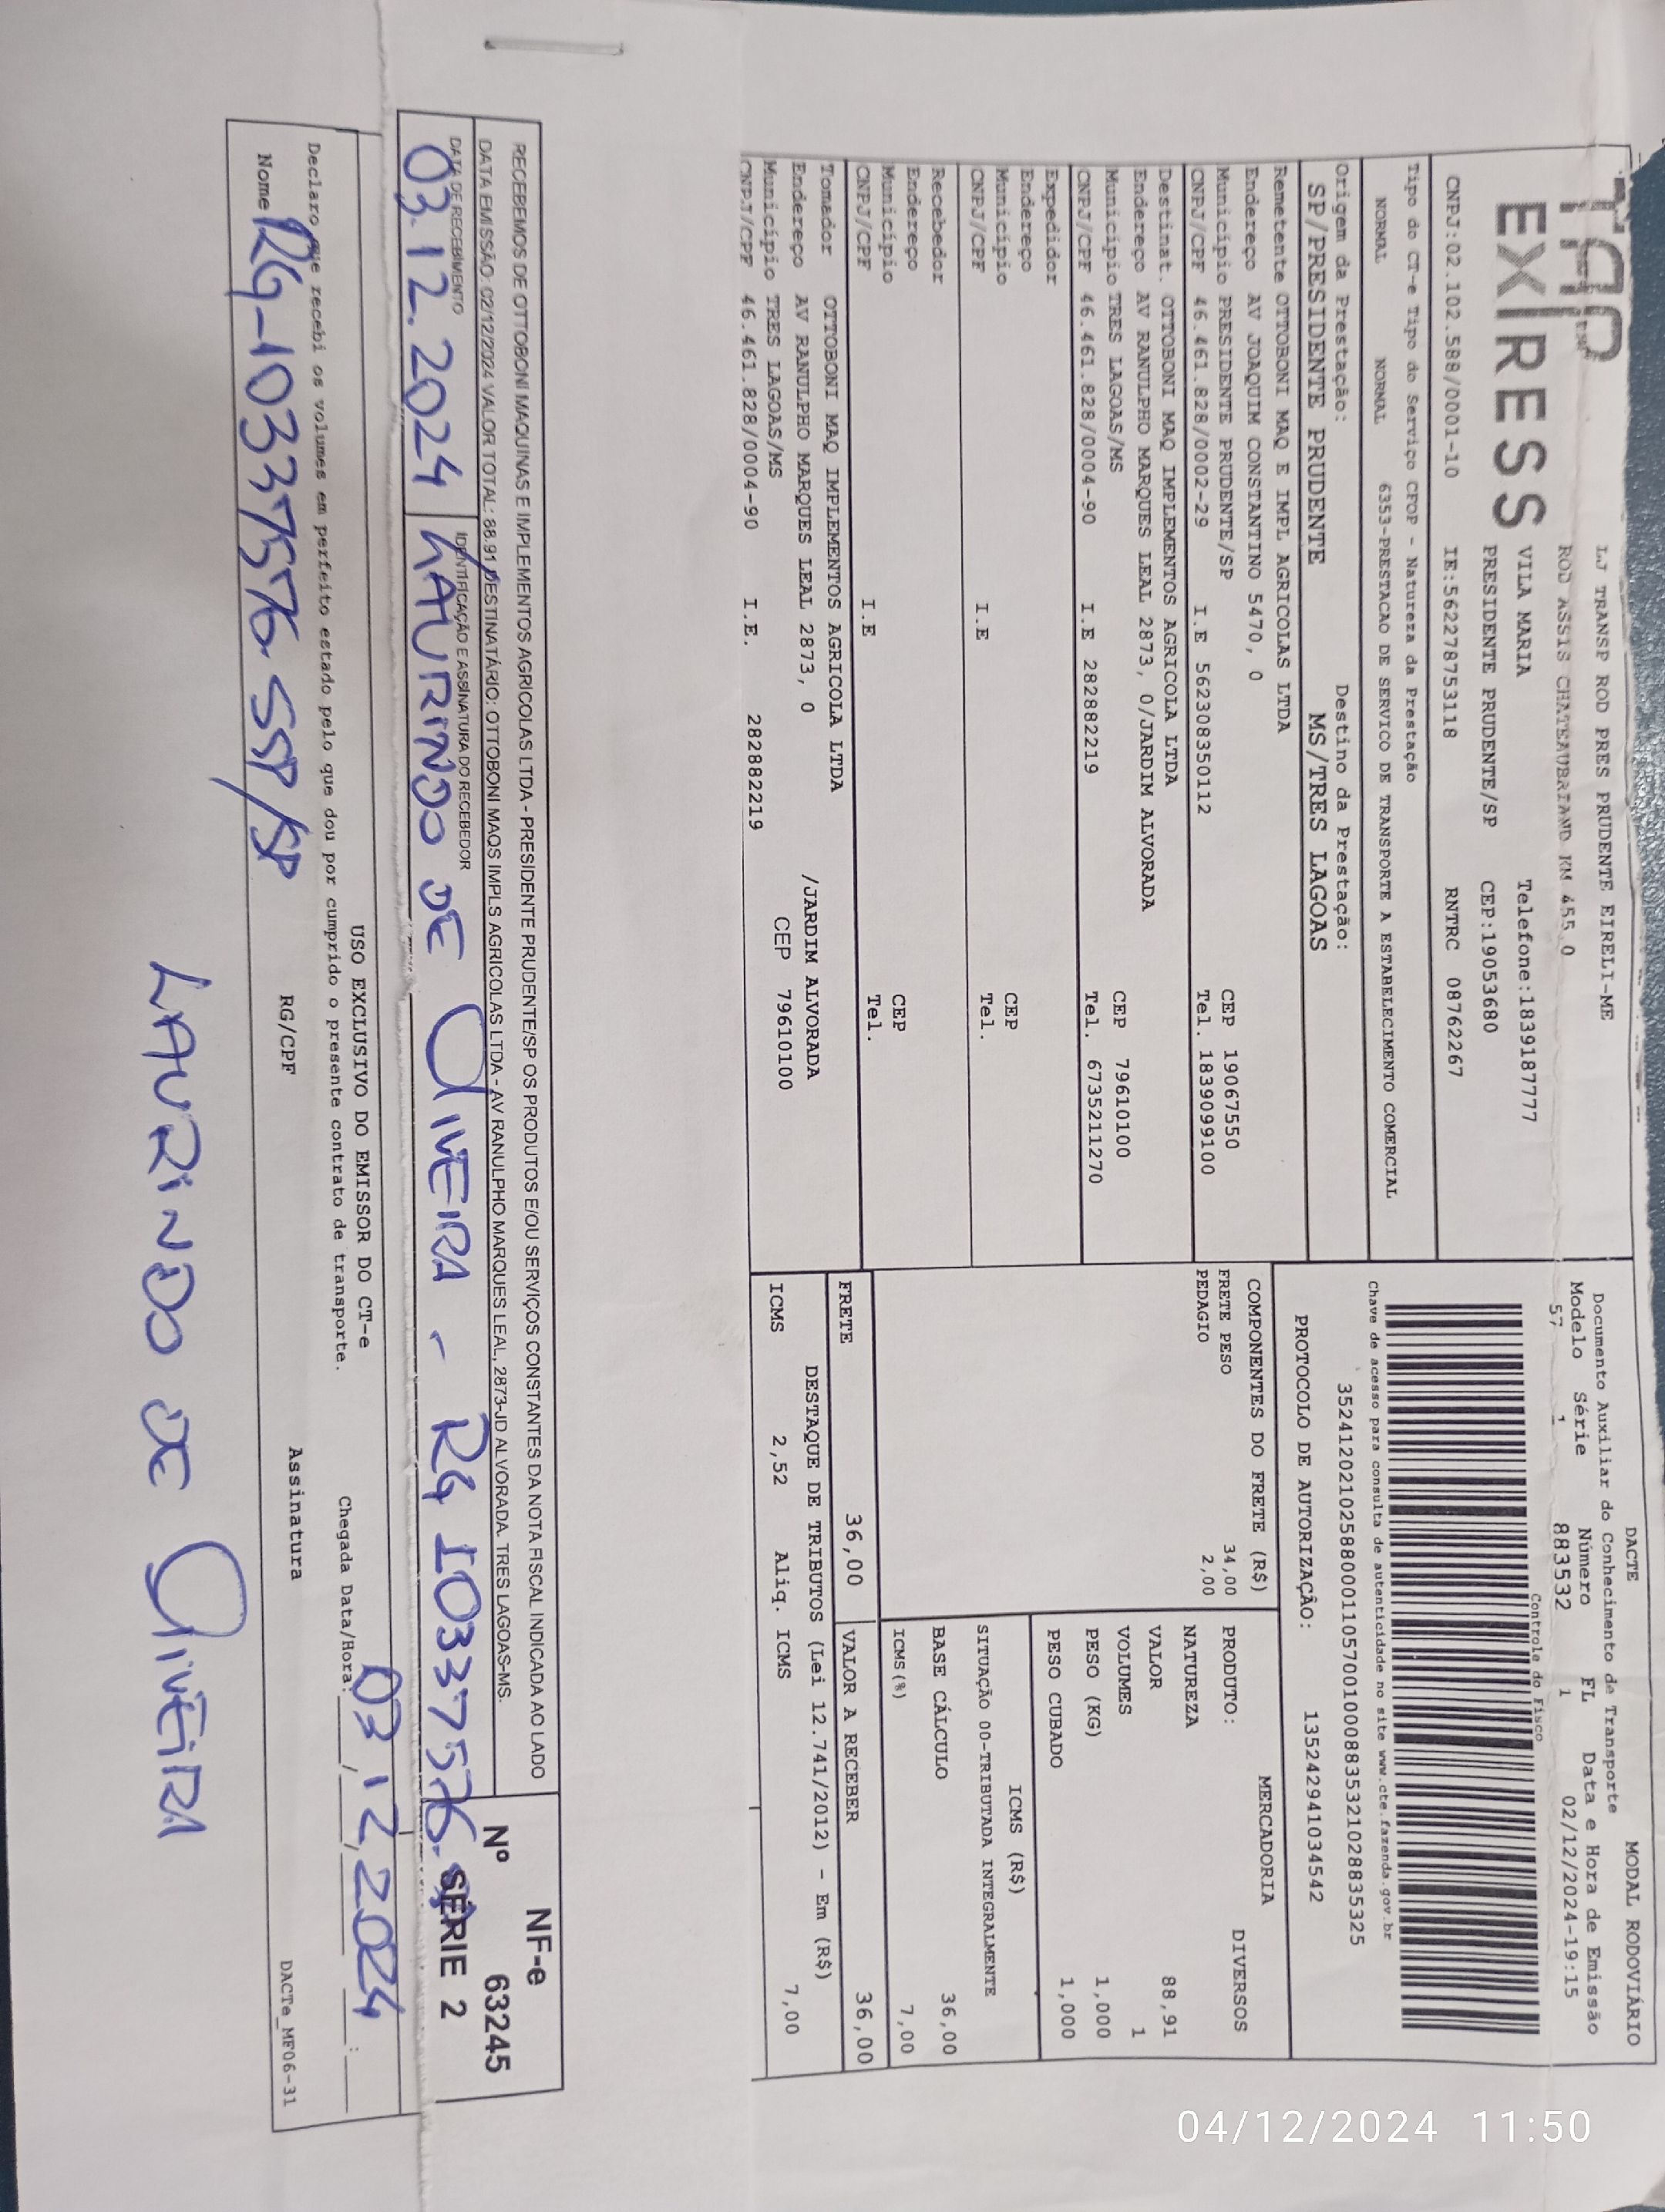 TAP
EXPRESS
LJ TRANSP ROD PRES PRUDENTE EIRELI-ME
ROD ASSIS CHATEAUBRIAND KM 455,0
VILA MARIA Telefone:1839187777
PRESIDENTE PRUDENTE/SP CEP:19053680
CNPJ:02.102.588/0001-10 IE:562278753118 RNTRC 08762267
Tipo do CT-e Tipo do Serviço CFOP - Natureza da Prestação
NORMAL NORMAL 6353-PRESTACAO DE SERVICO DE TRANSPORTE A ESTABELECIMENTO COMERCIAL
Origem da Prestação: Destino da Prestação:
SP/PRESIDENTE PRUDENTE MS/TRES LAGOAS
Remetente OTTOBONI MAQ E IMPL AGRICOLAS LTDA
Endereço AV JOAQUIM CONSTANTINO 5470, 0
Município PRESIDENTE PRUDENTE/SP CEP 19067550
CNPJ/CPF 46.461.828/0002-29 I.E 562308350112 Tel. 1839099100
Destinat. OTTOBONI MAQ IMPLEMENTOS AGRICOLA LTDA
Endereço AV RANULPHO MARQUES LEAL 2873, 0/JARDIM ALVORADA
Município TRES LAGOAS/MS CEP 79610100
CNPJ/CPF 46.461.828/0004-90 I.E 282882219 Tel. 6735211270
Expedidor
Endereço
Município CEP
CNPJ/CPF I.E Tel.
Recebedor
Endereço
Município CEP
CNPJ/CPF I.E Tel.
Tomador OTTOBONI MAQ IMPLEMENTOS AGRICOLA LTDA
Endereço AV RANULPHO MARQUES LEAL 2873, 0 /JARDIM ALVORADA
Município TRES LAGOAS/MS CEP 79610100
CNPJ/CPF 46.461.828/0004-90 I.E. 282882219
DACTE MODAL RODOVIÁRIO
Documento Auxiliar do Conhecimento de Transporte
Modelo Série Número FL Data e Hora de Emissão
57 1 883532 1 02/12/2024-19:15
Controle do Fisco
Chave de acesso para consulta de autenticidade no site www.cte.fazenda.gov.br
35241202102588000110570010008835321028835325
PROTOCOLO DE AUTORIZAÇÃO: 135242941034542
COMPONENTES DO FRETE (R$)
FRETE PESO 34,00
PEDAGIO 2,00
MERCADORIA
PRODUTO: DIVERSOS
NATUREZA
VALOR 88,91
VOLUMES 1
PESO (KG) 1,000
PESO CUBADO 1,000
ICMS (R$)
SITUAÇÃO 00-TRIBUTADA INTEGRALMENTE
BASE CÁLCULO 36,00
ICMS(%) 7,00
FRETE 36,00 VALOR A RECEBER 36,00
DESTAQUE DE TRIBUTOS (Lei 12.741/2012) - Em (R$)
ICMS 2,52 Aliq. ICMS 7,00
RECEBEMOS DE OTTOBONI MAQUINAS E IMPLEMENTOS AGRICOLAS LTDA - PRESIDENTE PRUDENTE/SP OS PRODUTOS E/OU SERVIÇOS CONSTANTES DA NOTA FISCAL INDICADA AO LADO
DATA EMISSÃO: 02/12/2024 VALOR TOTAL: 88.91 DESTINATÁRIO: OTTOBONI MAQS IMPLS AGRICOLAS LTDA - AV RANULPHO MARQUES LEAL, 2873-JD ALVORADA. TRES LAGOAS-MS.
DATA DE RECEBIMENTO IDENTIFICAÇÃO E ASSINATURA DO RECEBEDOR
03.12.2024 LAURINDO DE OLIVEIRA - RG 10337576.
NF-e
Nº 63245
SÉRIE 2
USO EXCLUSIVO DO EMISSOR DO CT-e
Declaro que recebi os volumes em perfeito estado pelo que dou por cumprido o presente contrato de transporte.
Chegada Data/Hora: 03/12/2024 :
Nome RG-10337576.SSP/SP RG/CPF Assinatura
DACTe_MF06-31
LAURINDO DE OLIVEIRA
04/12/2024 11:50